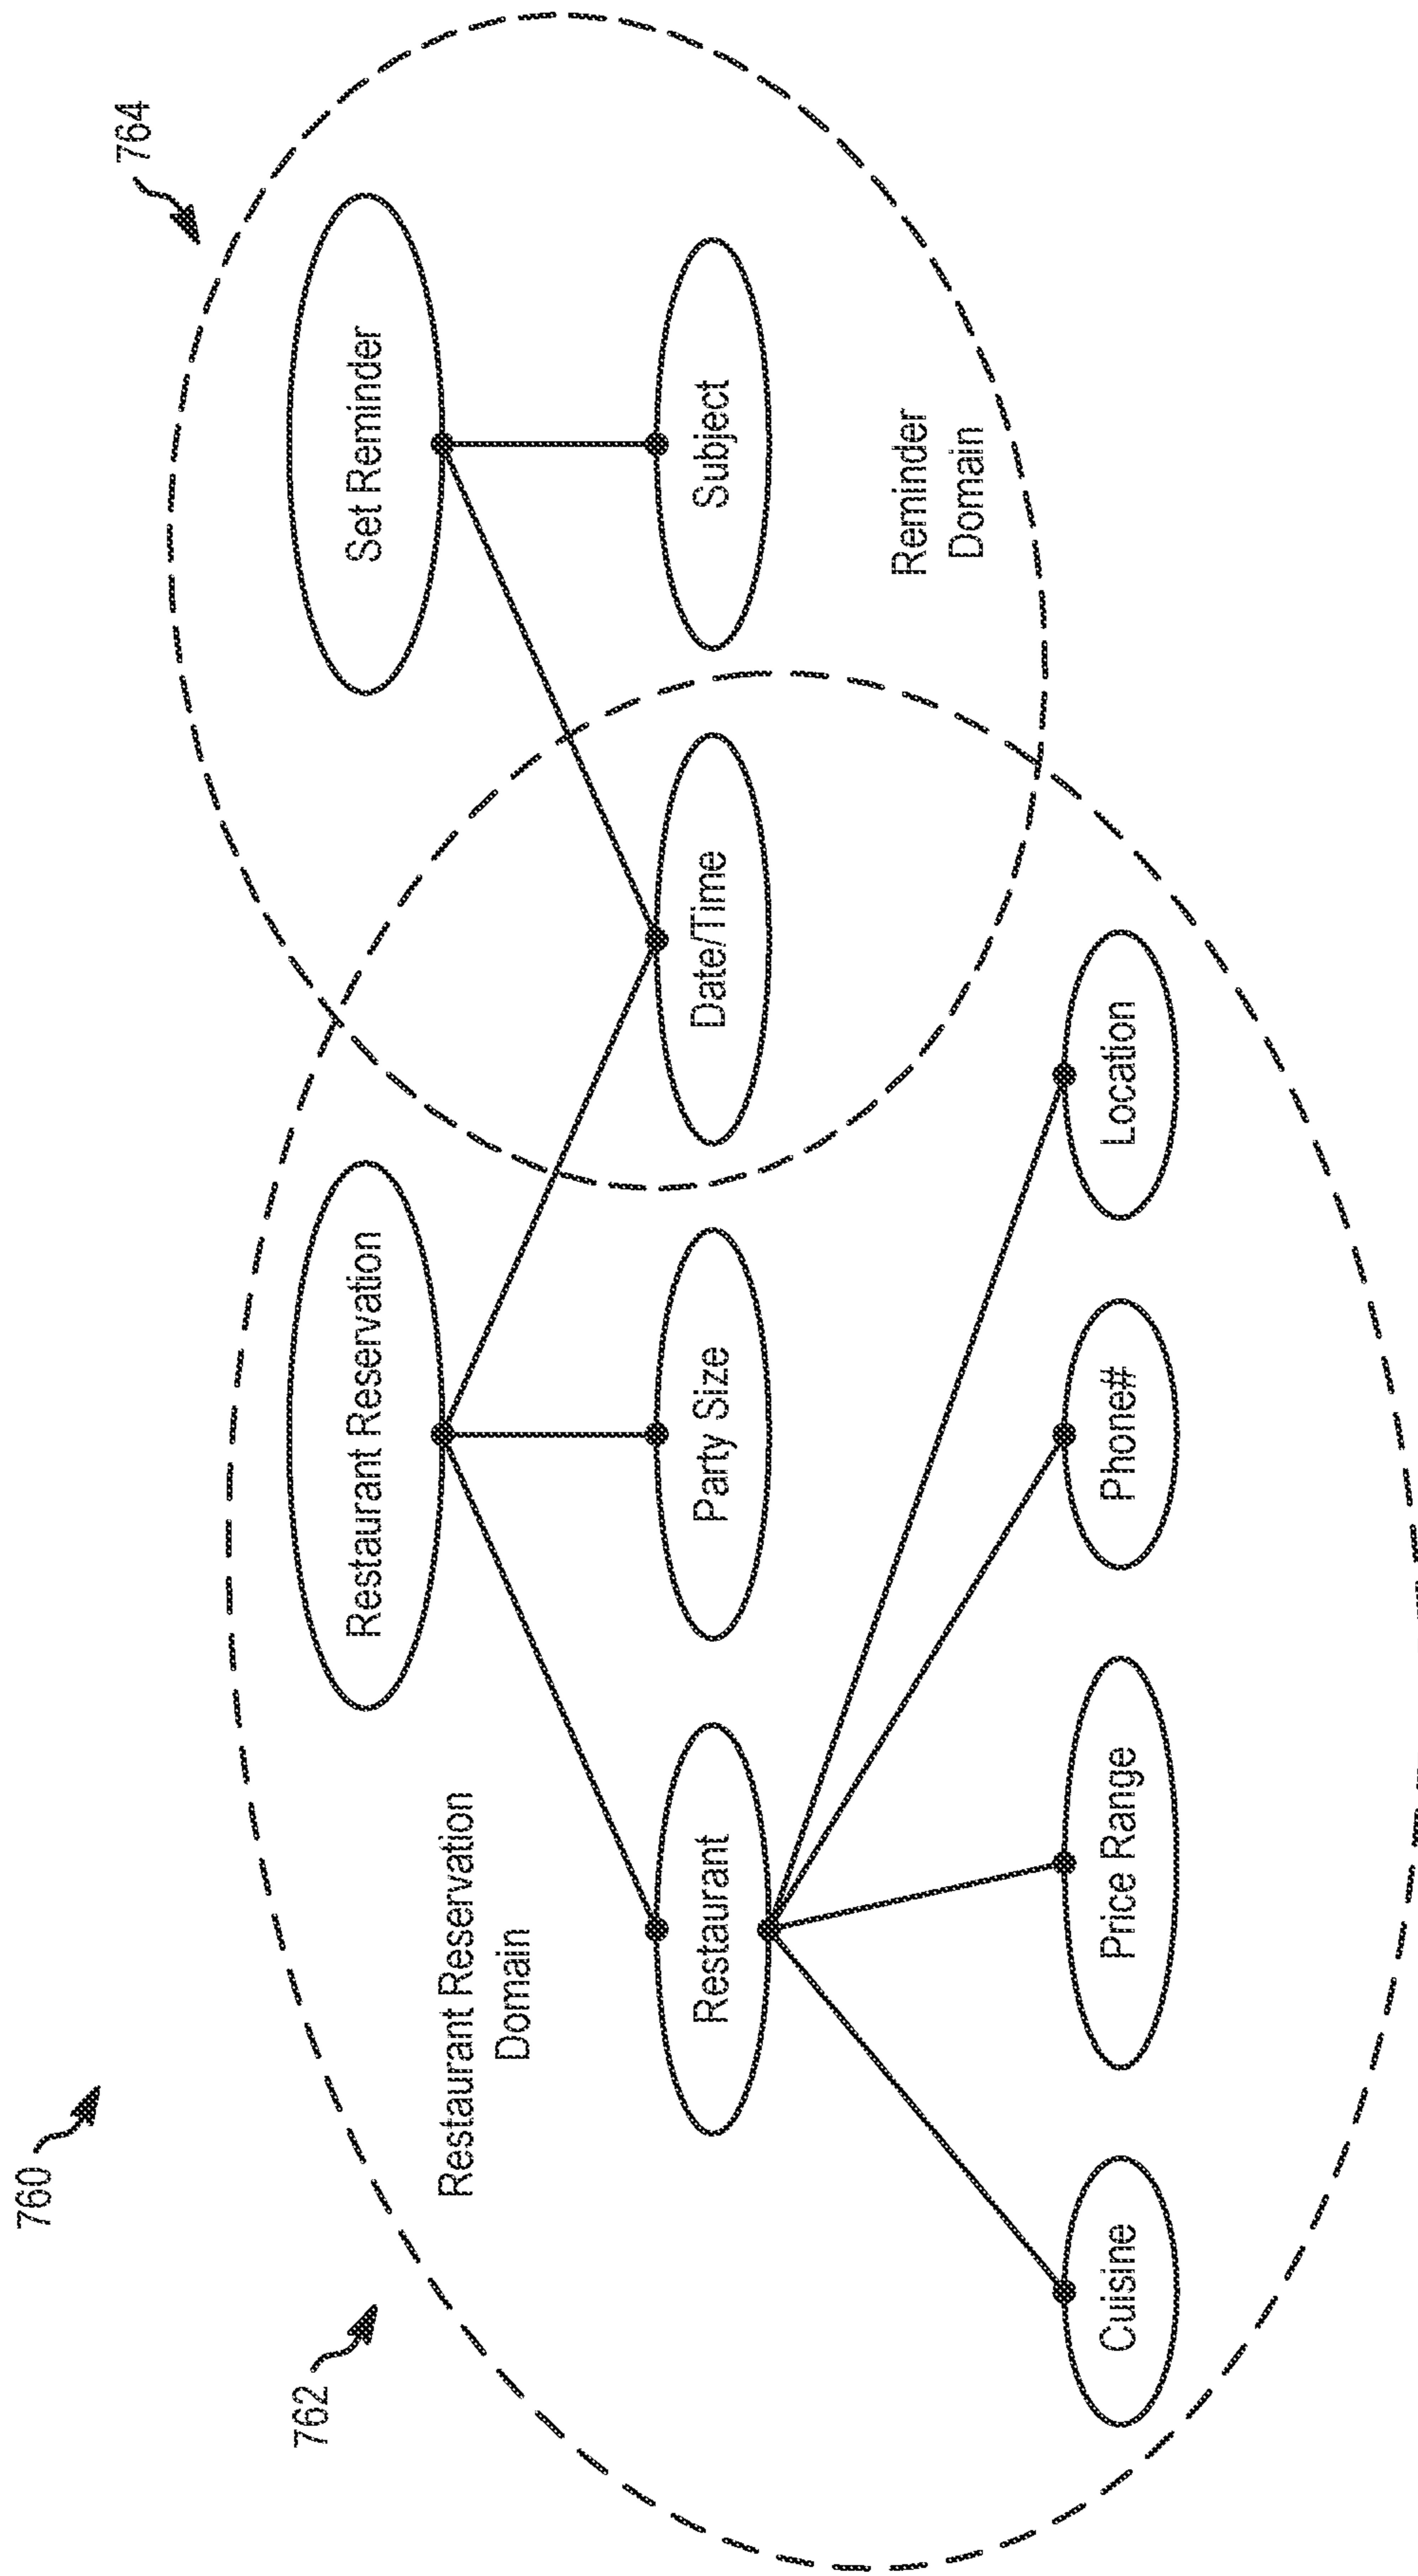 760
762
764
Restaurant Reservation
Set Reminder
Restaurant Reservation
Domain
Restaurant
Party Size
Date/Time
Subject
Reminder
Domain
Cuisine
Price Range
Phone#
Location